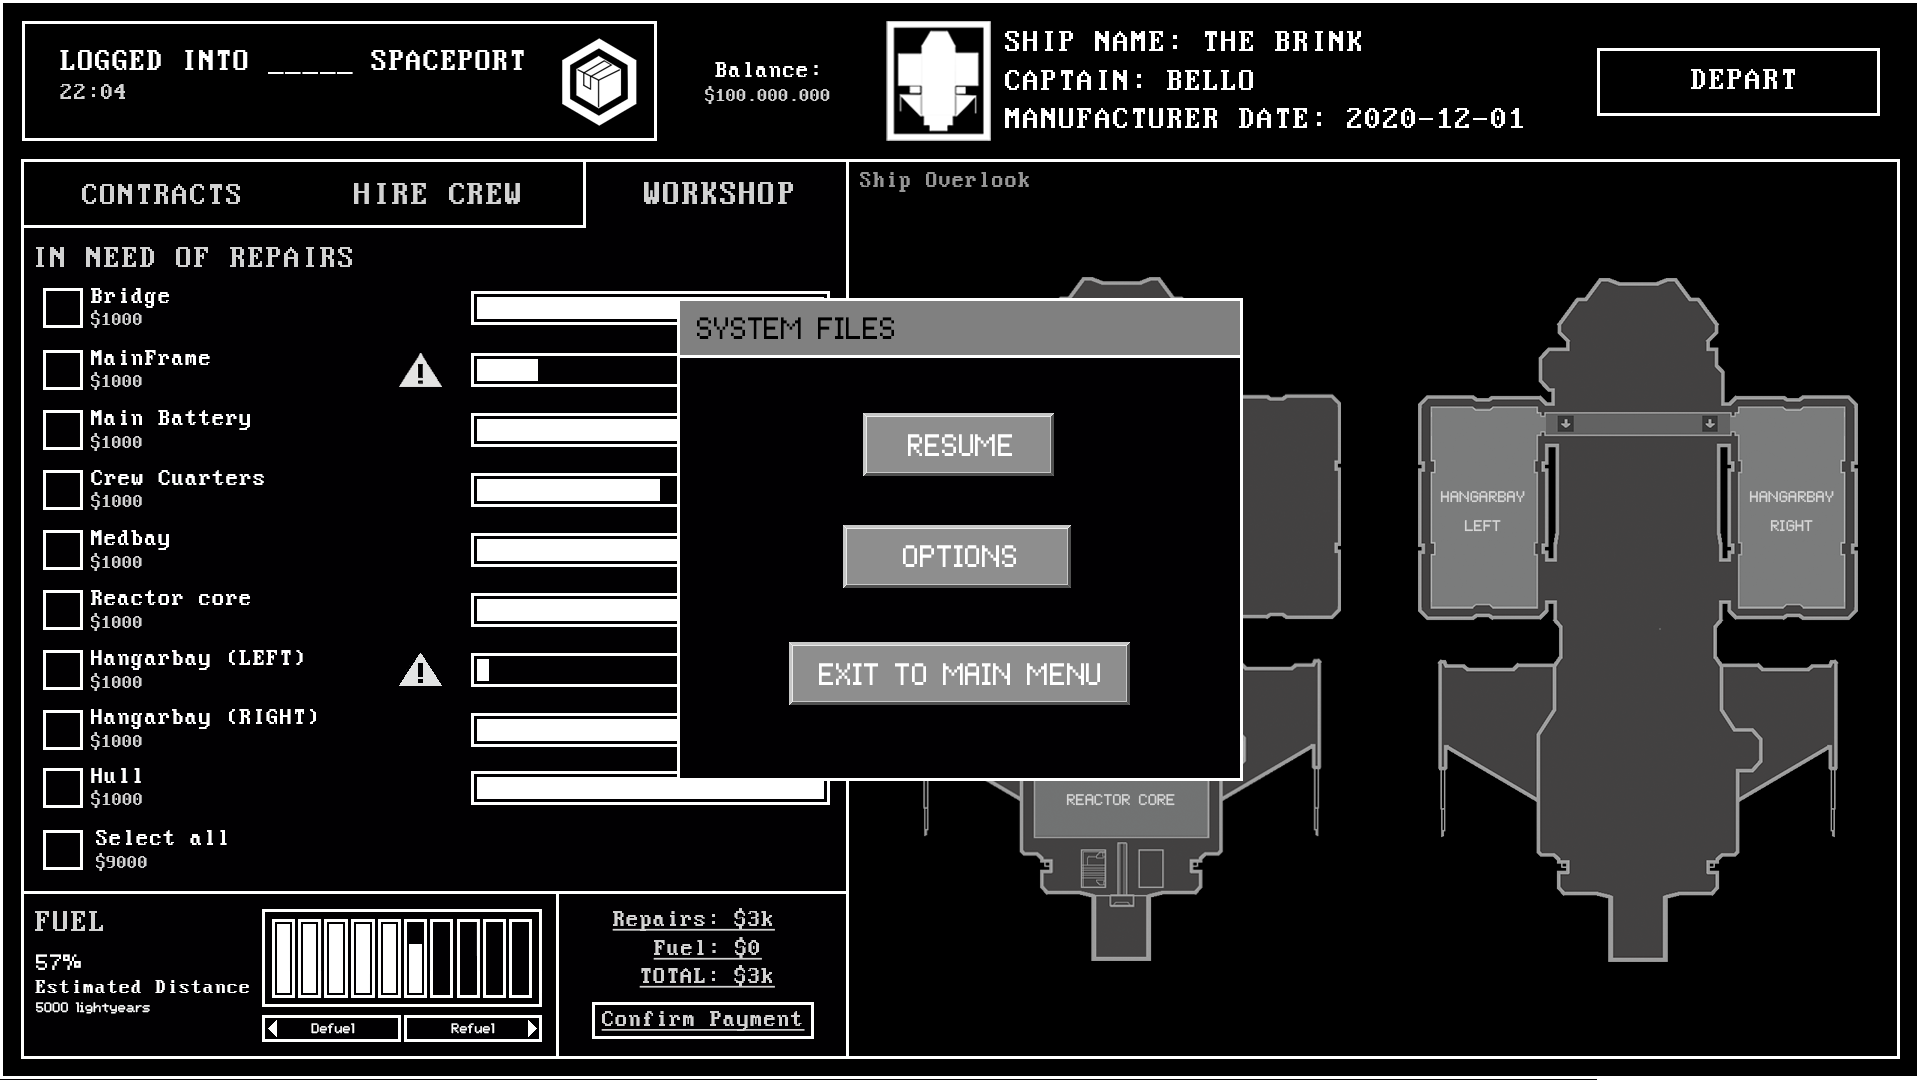 LOGGED INTO _____ SPACEPORT
22:04
Balance:
$100.000.000
SHIP NAME: THE BRINK
CAPTAIN: BELLO
MANUFACTURER DATE: 2020-12-01
DEPART
CONTRACTS
HIRE CREW
WORKSHOP
IN NEED OF REPAIRS
Bridge
$1000
MainFrame
$1000
Main Battery
$1000
Crew Cuarters
$1000
Medbay
$1000
Reactor core
$1000
Hangarbay (LEFT)
$1000
Hangarbay (RIGHT)
$1000
Hull
$1000
Select all
$9000
FUEL
57%
Estimated Distance
5000 lightyears
Defuel
Refuel
Repairs: $3k
Fuel: $0
TOTAL: $3k
Confirm Payment
Ship Overlook
SYSTEM FILES
RESUME
OPTIONS
EXIT TO MAIN MENU
REACTOR CORE
HANGARBAY
LEFT
HANGARBAY
RIGHT